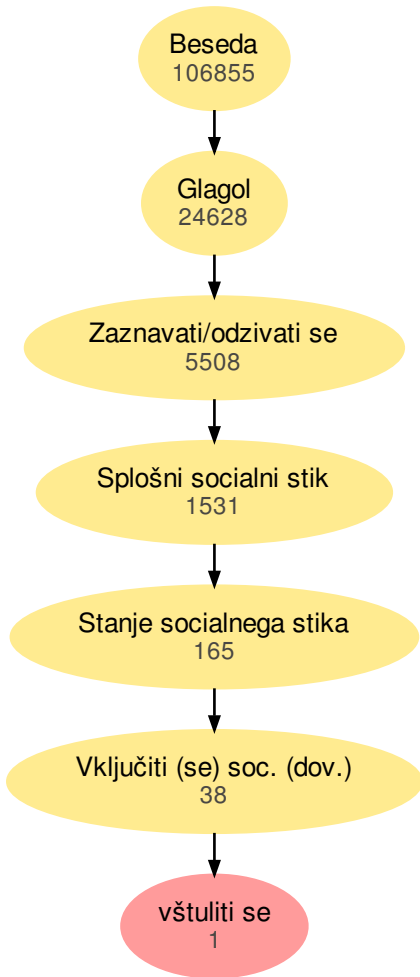 Beseda
106855
Glagol
24628
Zaznavati/odzivati se
5508
Splošni socialni stik
1531
Stanje socialnega stika
165
Vključiti (se) soc. (dov.)
38
vštuliti se
1